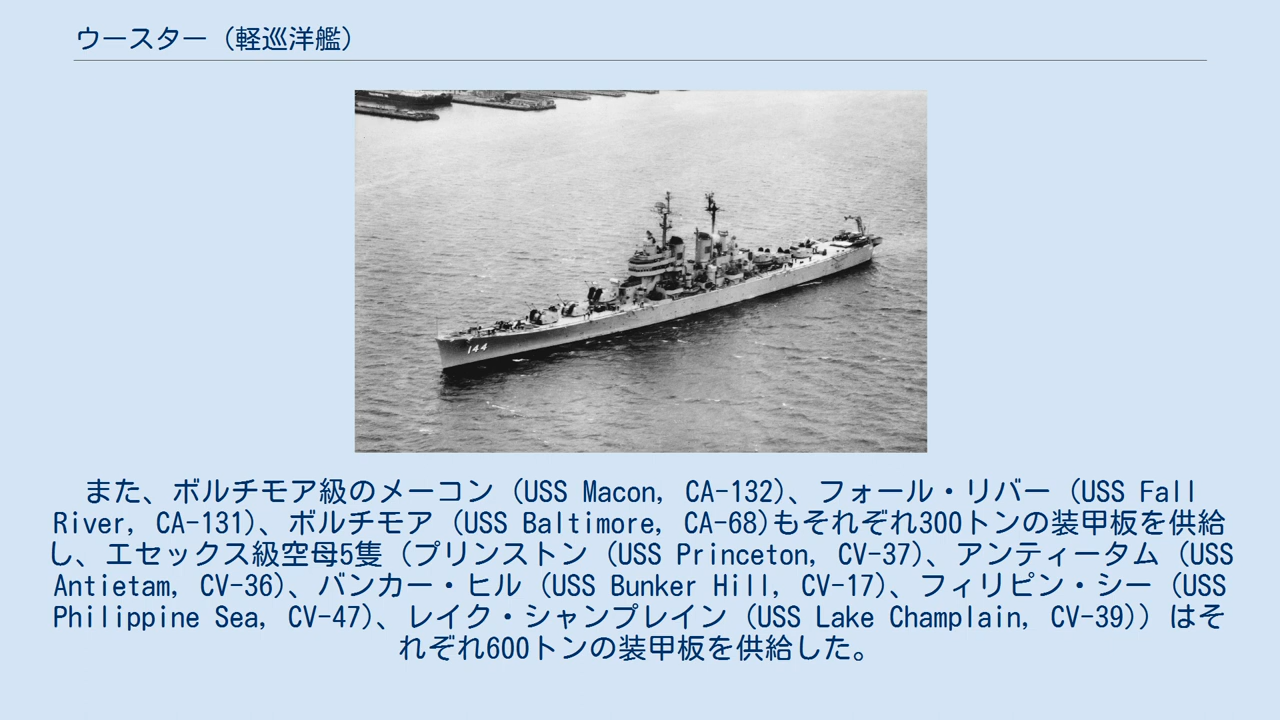 ウースター（軽巡洋艦）
144
また、ボルチモア級のメーコン（USS Macon, CA-132）、フォール・リバー（USS Fall
River, CA-131）、ボルチモア（USS Baltimore, CA-68)もそれぞれ300トンの装甲板を供給
し、エセックス級空母5隻（プリンストン（USS Princeton, CV-37）、アンティータム（USS
Antietam, CV-36）、バンカー・ヒル（USS Bunker Hill, CV-17）、フィリピン・シー（USS
Philippine Sea, CV-47）、レイク・シャンプレイン（USS Lake Champlain, CV-39））はそ
れぞれ600トンの装甲板を供給した。